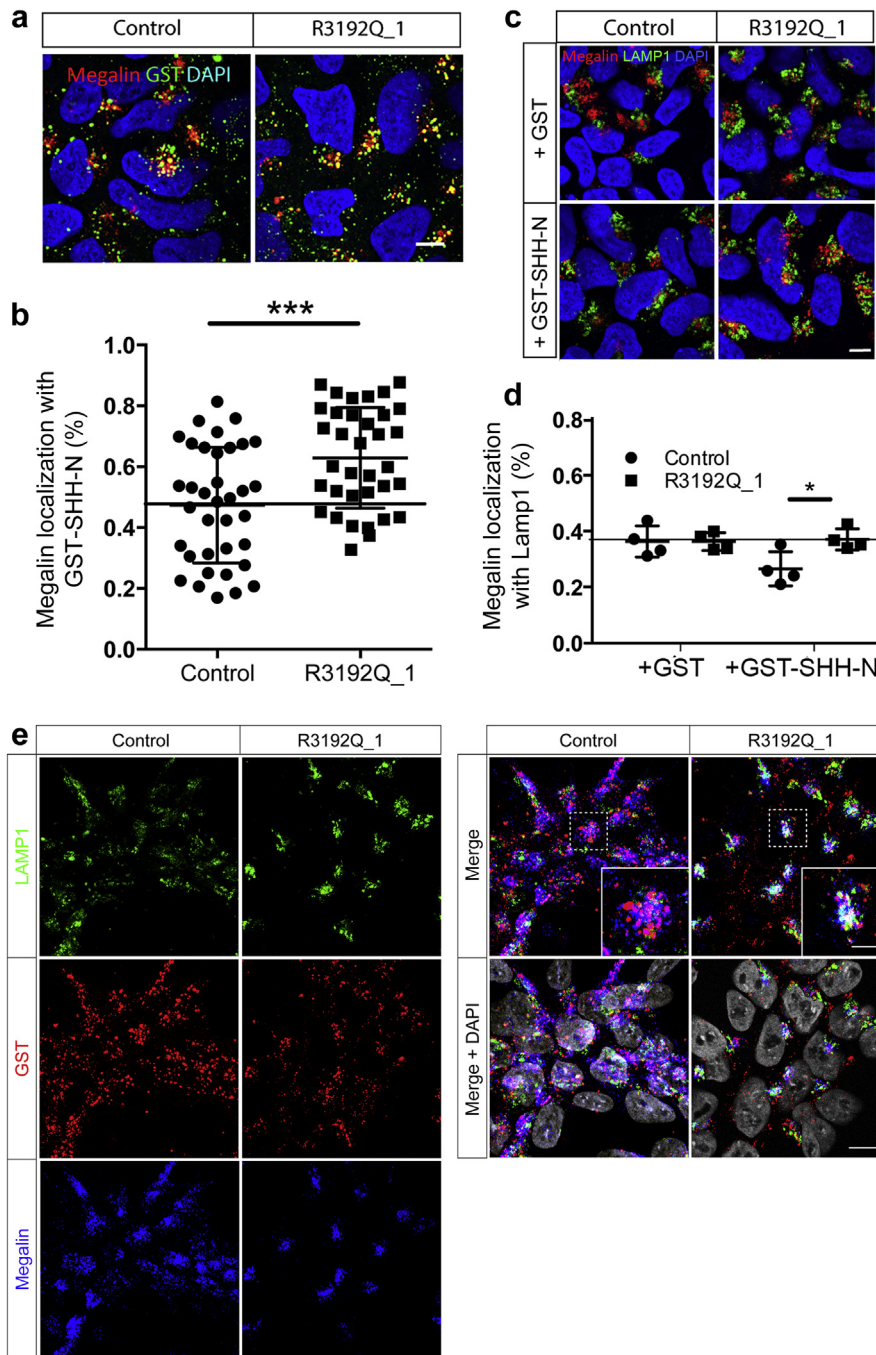 a
Control
R3192Q_1
Megalin GST DAPI
b
***
Megalin localization with
GST-SHH-N (%)
1.0
0.8
0.6
0.4
0.2
0.0
Control
R3192Q_1
c
Control
R3192Q_1
+ GST
Megalin LAMP1 DAPI
+ GST-SHH-N
d
Megalin localization
with Lamp1 (%)
0.8
0.6
0.4
0.2
0.0
Control
R3192Q_1
*
+GST
+GST-SHH-N
e
Control
R3192Q_1
LAMP1
GST
Megalin
Control
R3192Q_1
Merge
Merge + DAPI